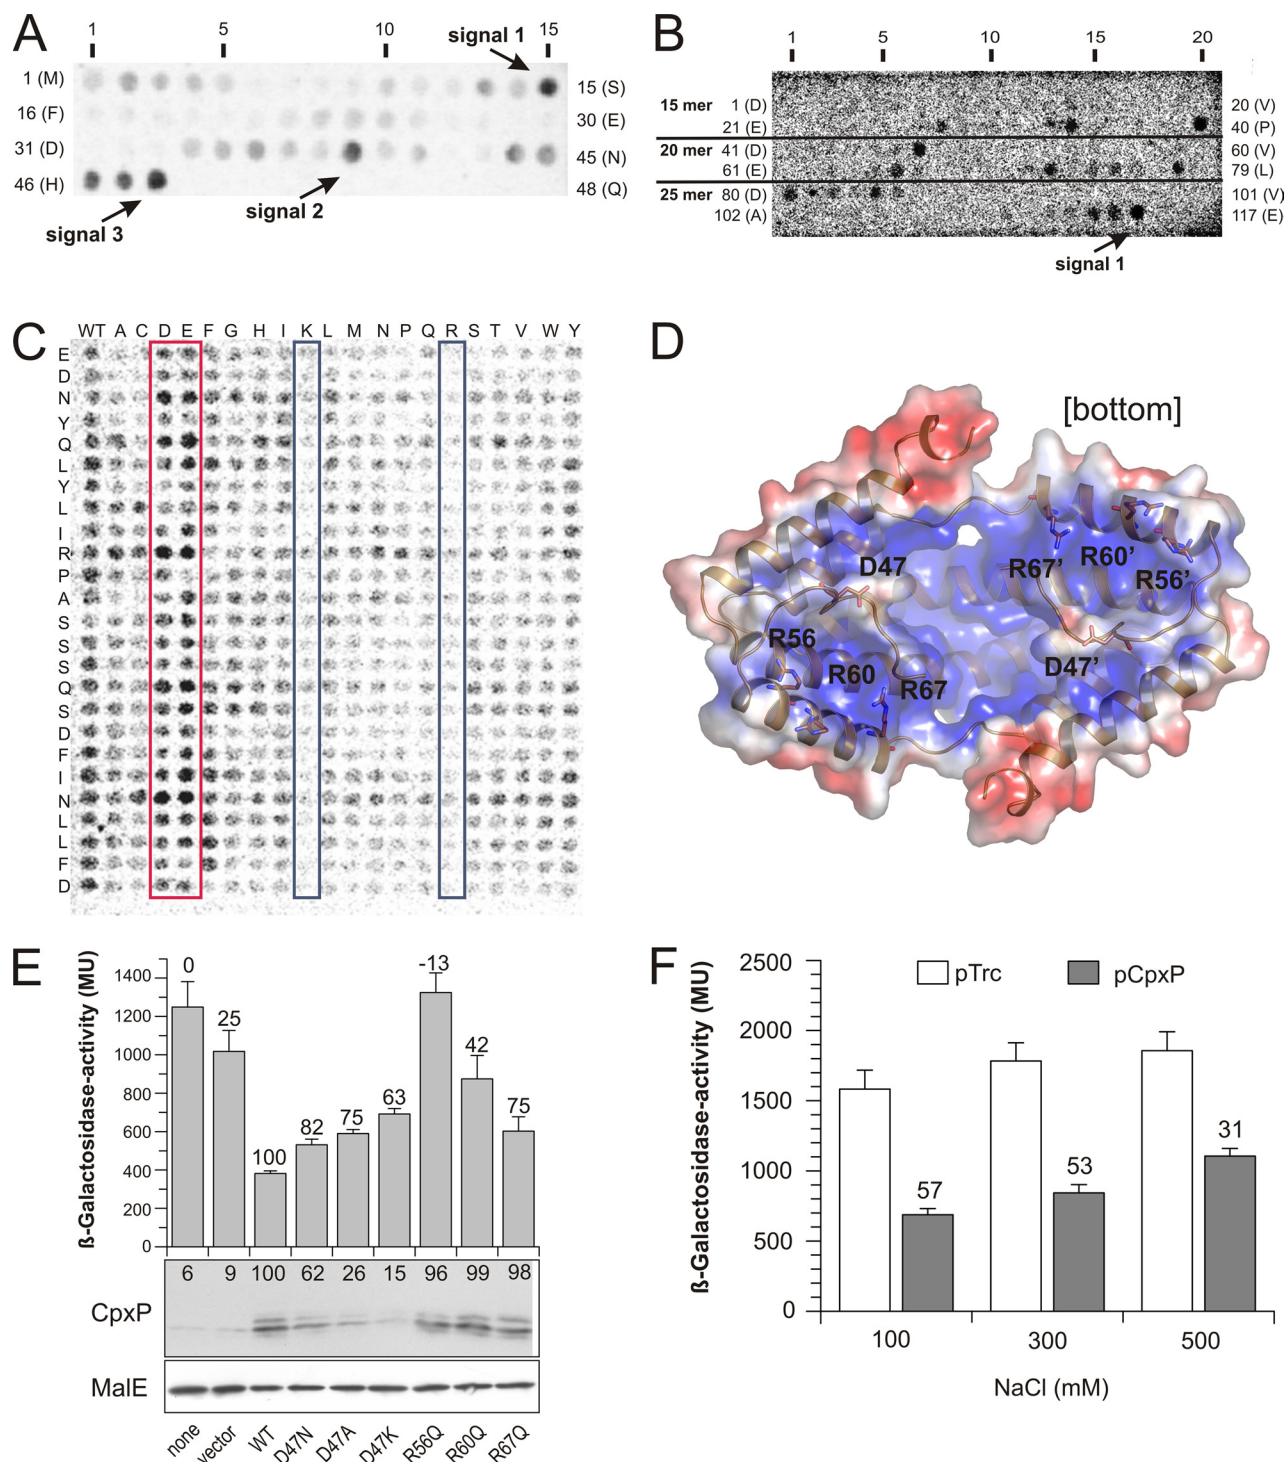 A
1 5 10 15
signal 1
1 (M) 15 (S)
16 (F) 30 (E)
31 (D) 45 (N)
46 (H) 48 (Q)
signal 2
signal 3
B
1 5 10 15 20
15 mer 1 (D) 20 (V)
21 (E) 40 (P)
20 mer 41 (D) 60 (V)
61 (E) 79 (L)
25 mer 80 (D) 101 (V)
102 (A) 117 (E)
signal 1
C
WT A C D E F G H I K L M N P Q R S T V W Y
E
D
N
Y
Q
L
Y
L
I
R
P
A
S
S
S
Q
S
D
F
I
N
L
L
F
D
D
[bottom]
D47
R67’
R60’
R56’
R56
R60
R67
D47’
E
ß-Galactosidase-activity (MU)
1400
1200
1000
800
600
400
200
0
0 25 100 82 75 63 -13 42 75
6 9 100 62 26 15 96 99 98
CpxP
MalE
none vector WT D47N D47A D47K R56Q R60Q R67Q
F
ß-Galactosidase-activity (MU)
2500
2000
1500
1000
500
0
pTrc pCpxP
57 53 31
100 300 500
NaCl (mM)